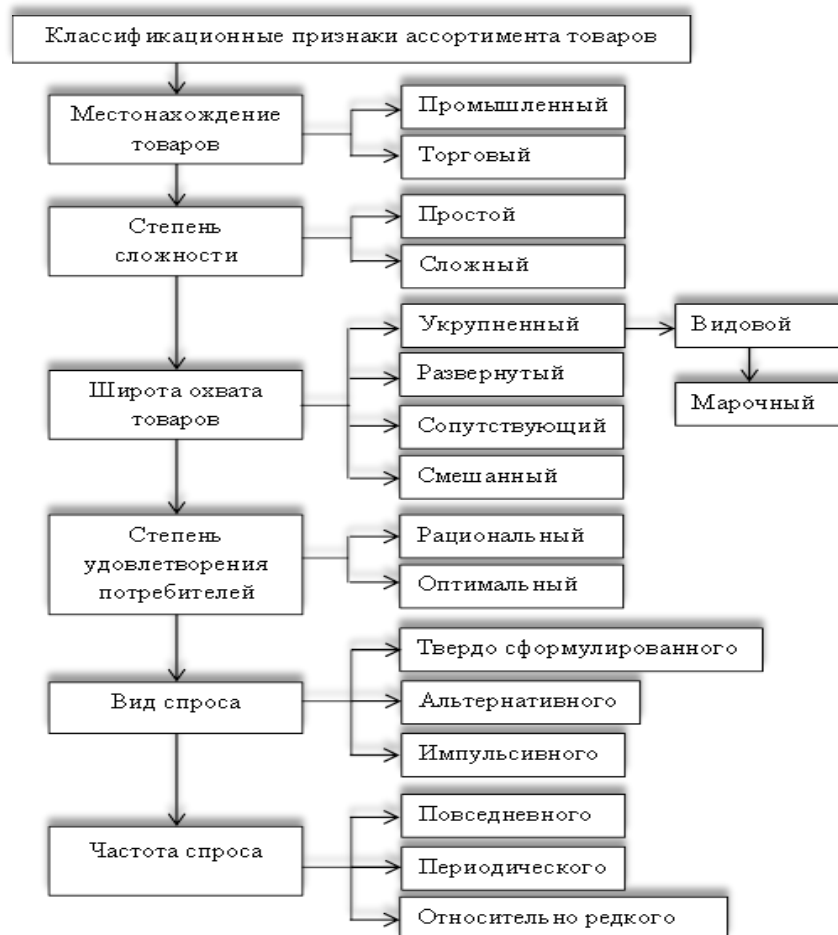 Классификационные признаки ассортимента товаров
Местонахождение
товаров
Промышленный
Торговый
Степень
сложности
Простой
Сложный
Широта охвата
товаров
Укрупненный
Видовой
Марочный
Развернутый
Сопутствующий
Смешанный
Степень
удовлетворения
потребителей
Рациональный
Оптимальный
Вид спроса
Твердо сформулированного
Альтернативного
Импульсивного
Частота спроса
Повседневного
Периодического
Относительно редкого